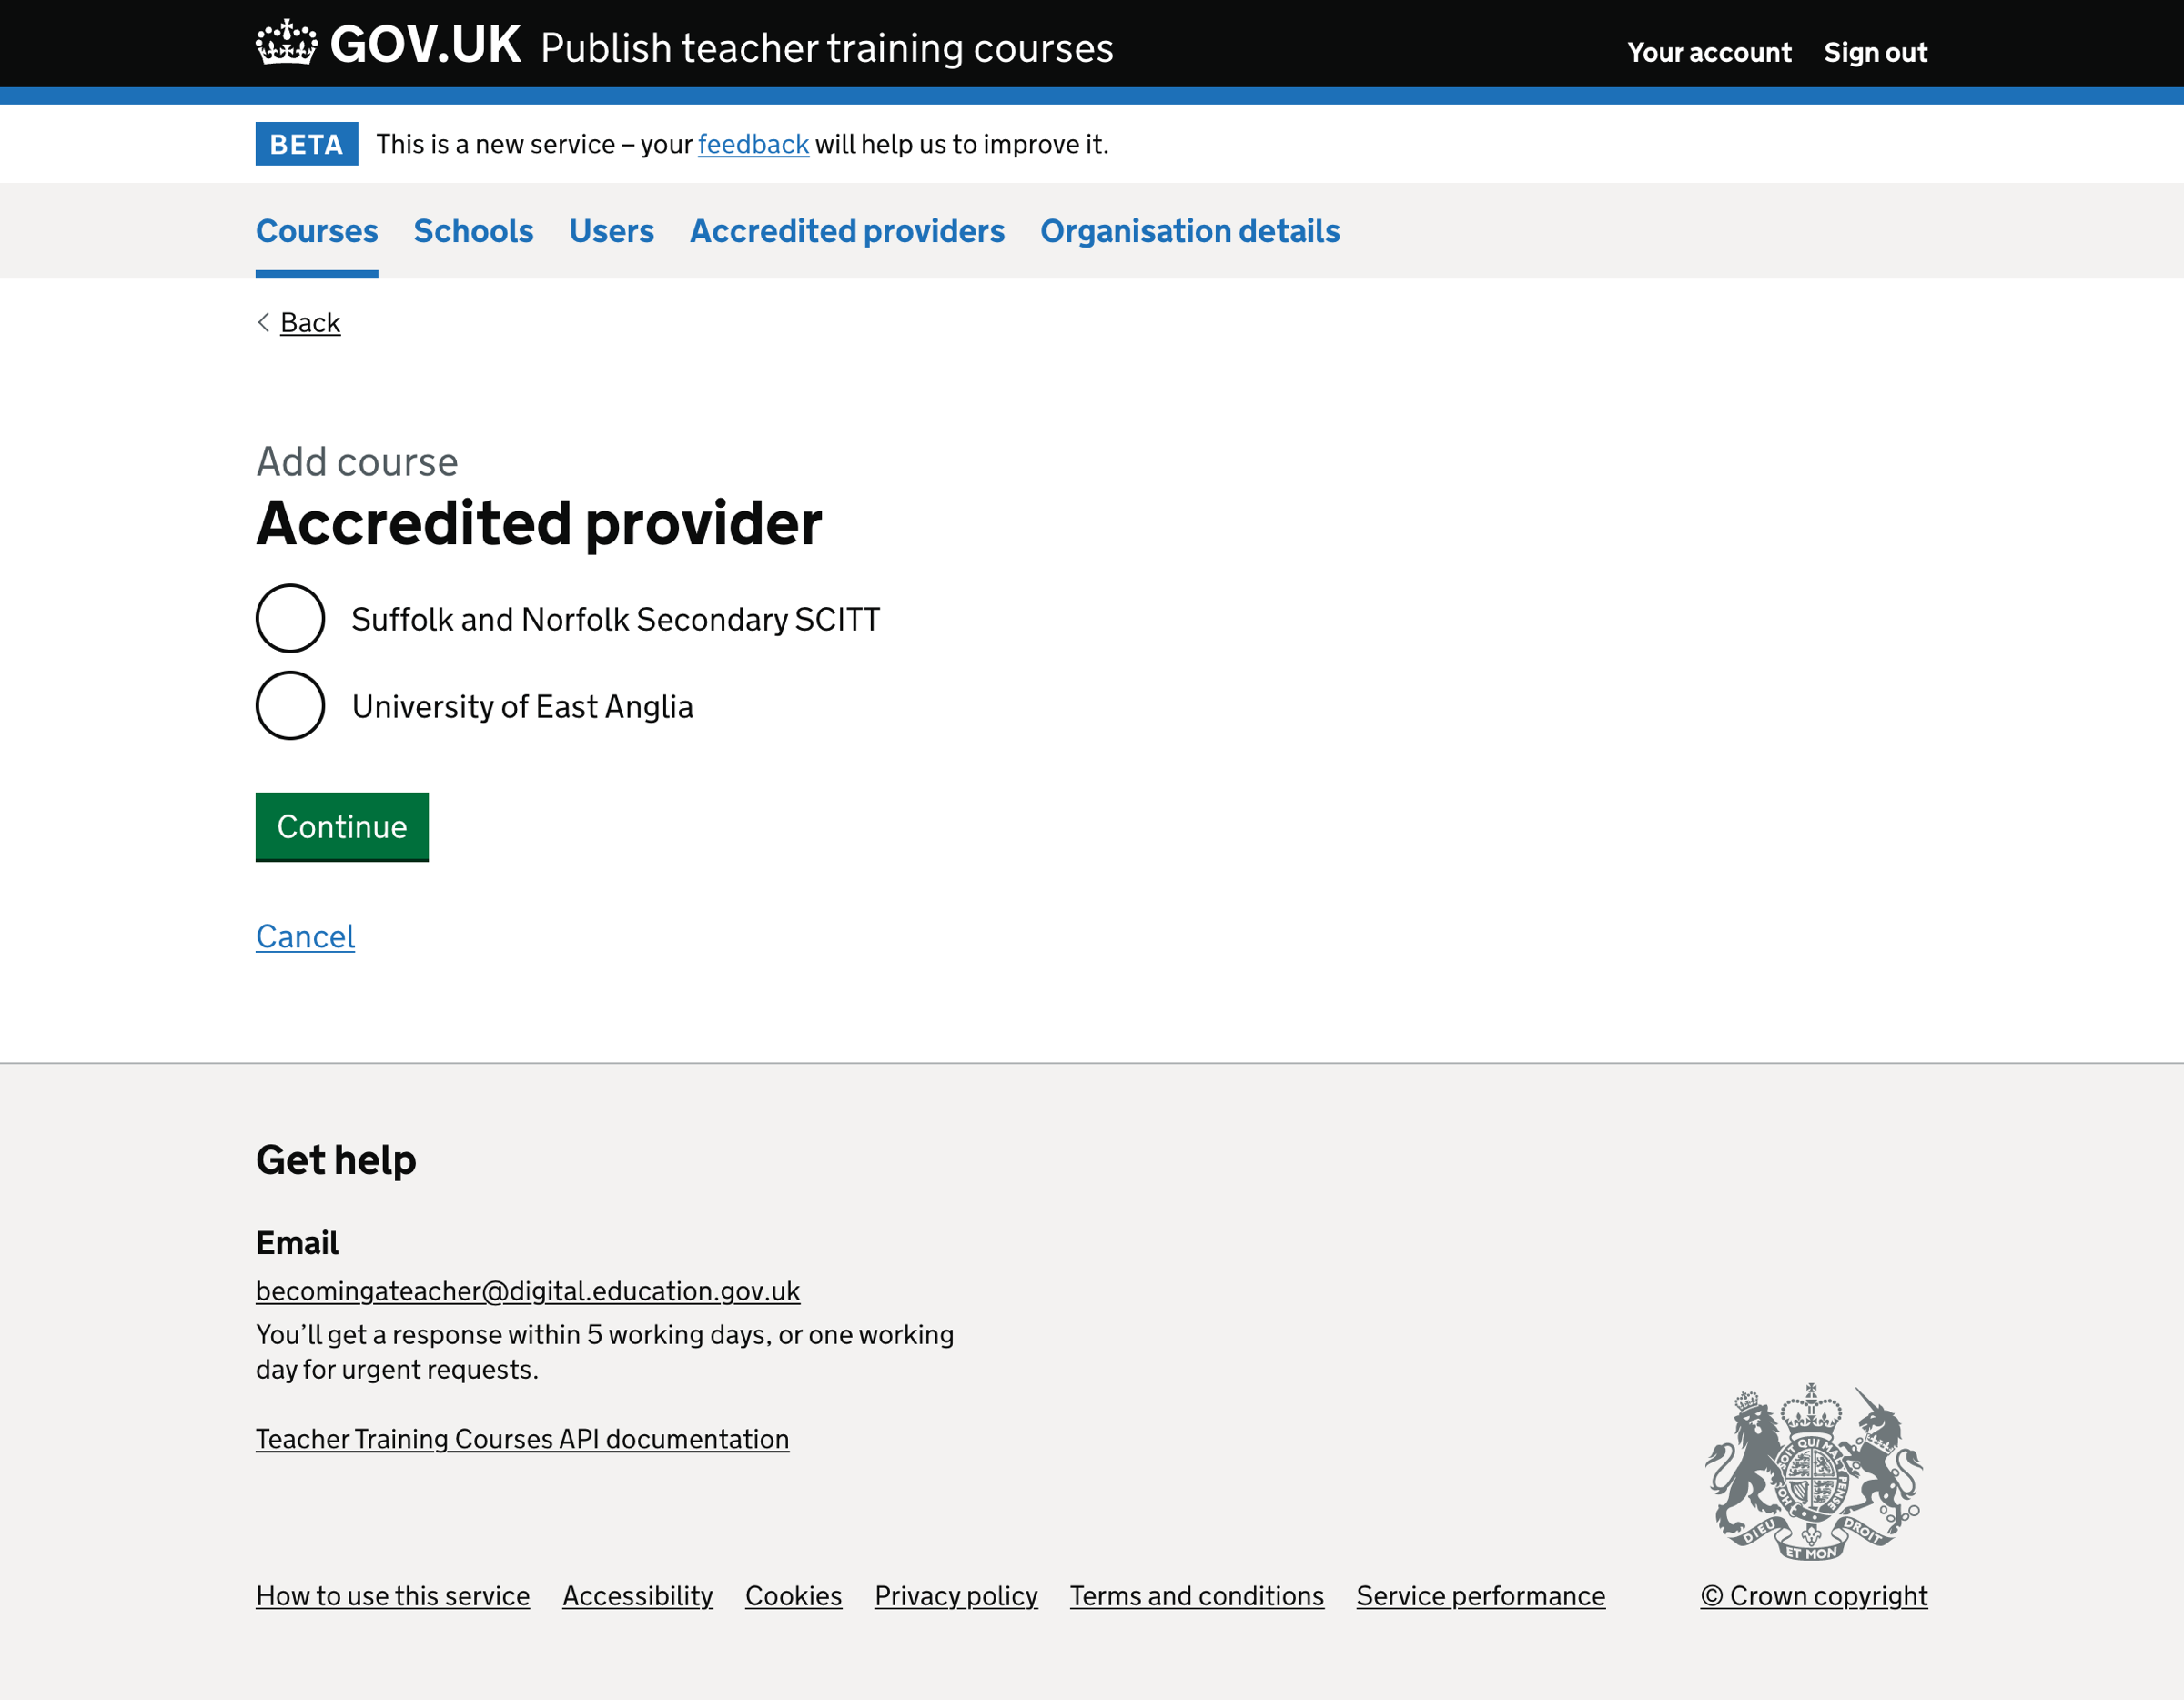 GOV.UK Publish teacher training courses
Your account Sign out
BETA This is a new service – your feedback will help us to improve it.
Courses Schools Users Accredited providers Organisation details
Back
Add course
Accredited provider
Suffolk and Norfolk Secondary SCITT
University of East Anglia
Continue
Cancel
Get help
Email
becomingateacher@digital.education.gov.uk
You’ll get a response within 5 working days, or one working
day for urgent requests.
Teacher Training Courses API documentation
DIEU ET MON DROIT
How to use this service Accessibility Cookies Privacy policy Terms and conditions Service performance
© Crown copyright